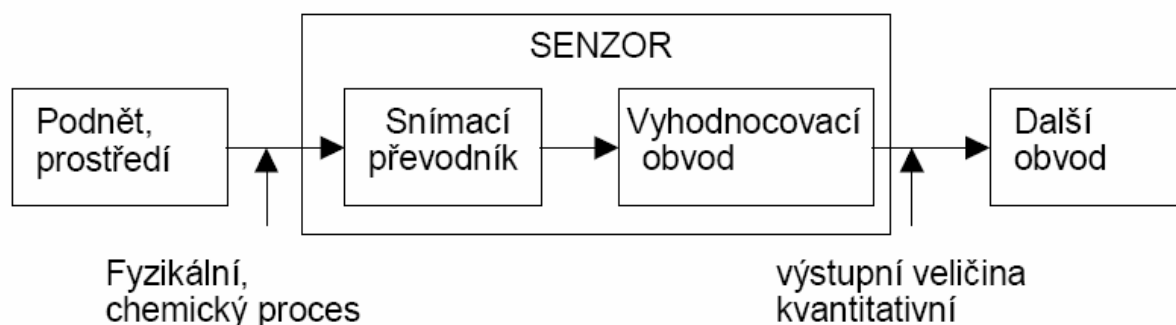 SENZOR
Podnět,
prostředí
Snímací
převodník
Vyhodnocovací
obvod
Další
obvod
Fyzikální,
chemický proces
výstupní veličina
kvantitativní